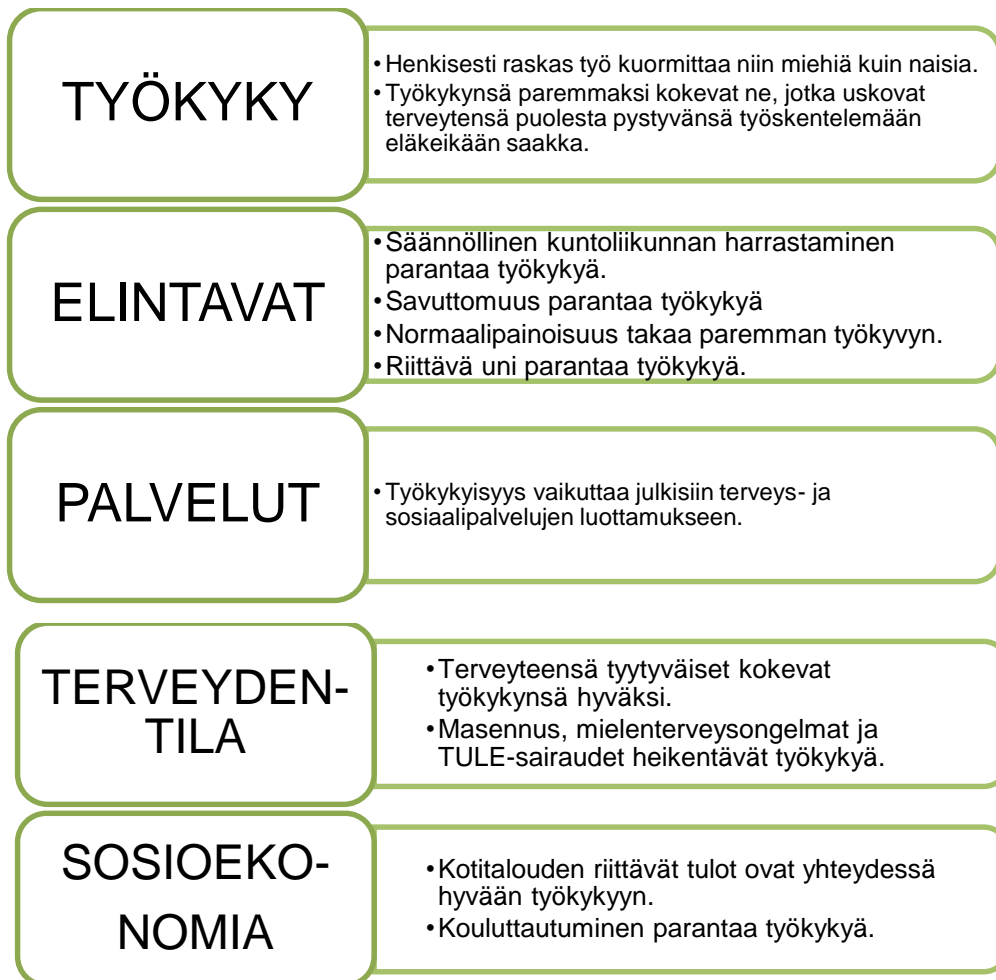 TYÖKYKY
• Henkisesti raskas työ kuormittaa niin miehiä kuin naisia.
• Työkykynsä paremmaksi kokevat ne, jotka uskovat
terveytensä puolesta pystyvänsä työskentelemään
eläkeikään saakka.
ELINTAVAT
• Säännöllinen kuntoliikunnan harrastaminen
parantaa työkykyä.
• Savuttomuus parantaa työkykyä
• Normaalipainoisuus takaa paremman työkyvyn.
• Riittävä uni parantaa työkykyä.
PALVELUT
• Työkykyisyys vaikuttaa julkisiin terveys- ja
sosiaalipalvelujen luottamukseen.
TERVEYDEN-
TILA
• Terveyteensä tyytyväiset kokevat
työkykynsä hyväksi.
• Masennus, mielenterveysongelmat ja
TULE-sairaudet heikentävät työkykyä.
SOSIOEKO-
NOMIA
• Kotitalouden riittävät tulot ovat yhteydessä
hyvään työkykyyn.
• Kouluttautuminen parantaa työkykyä.